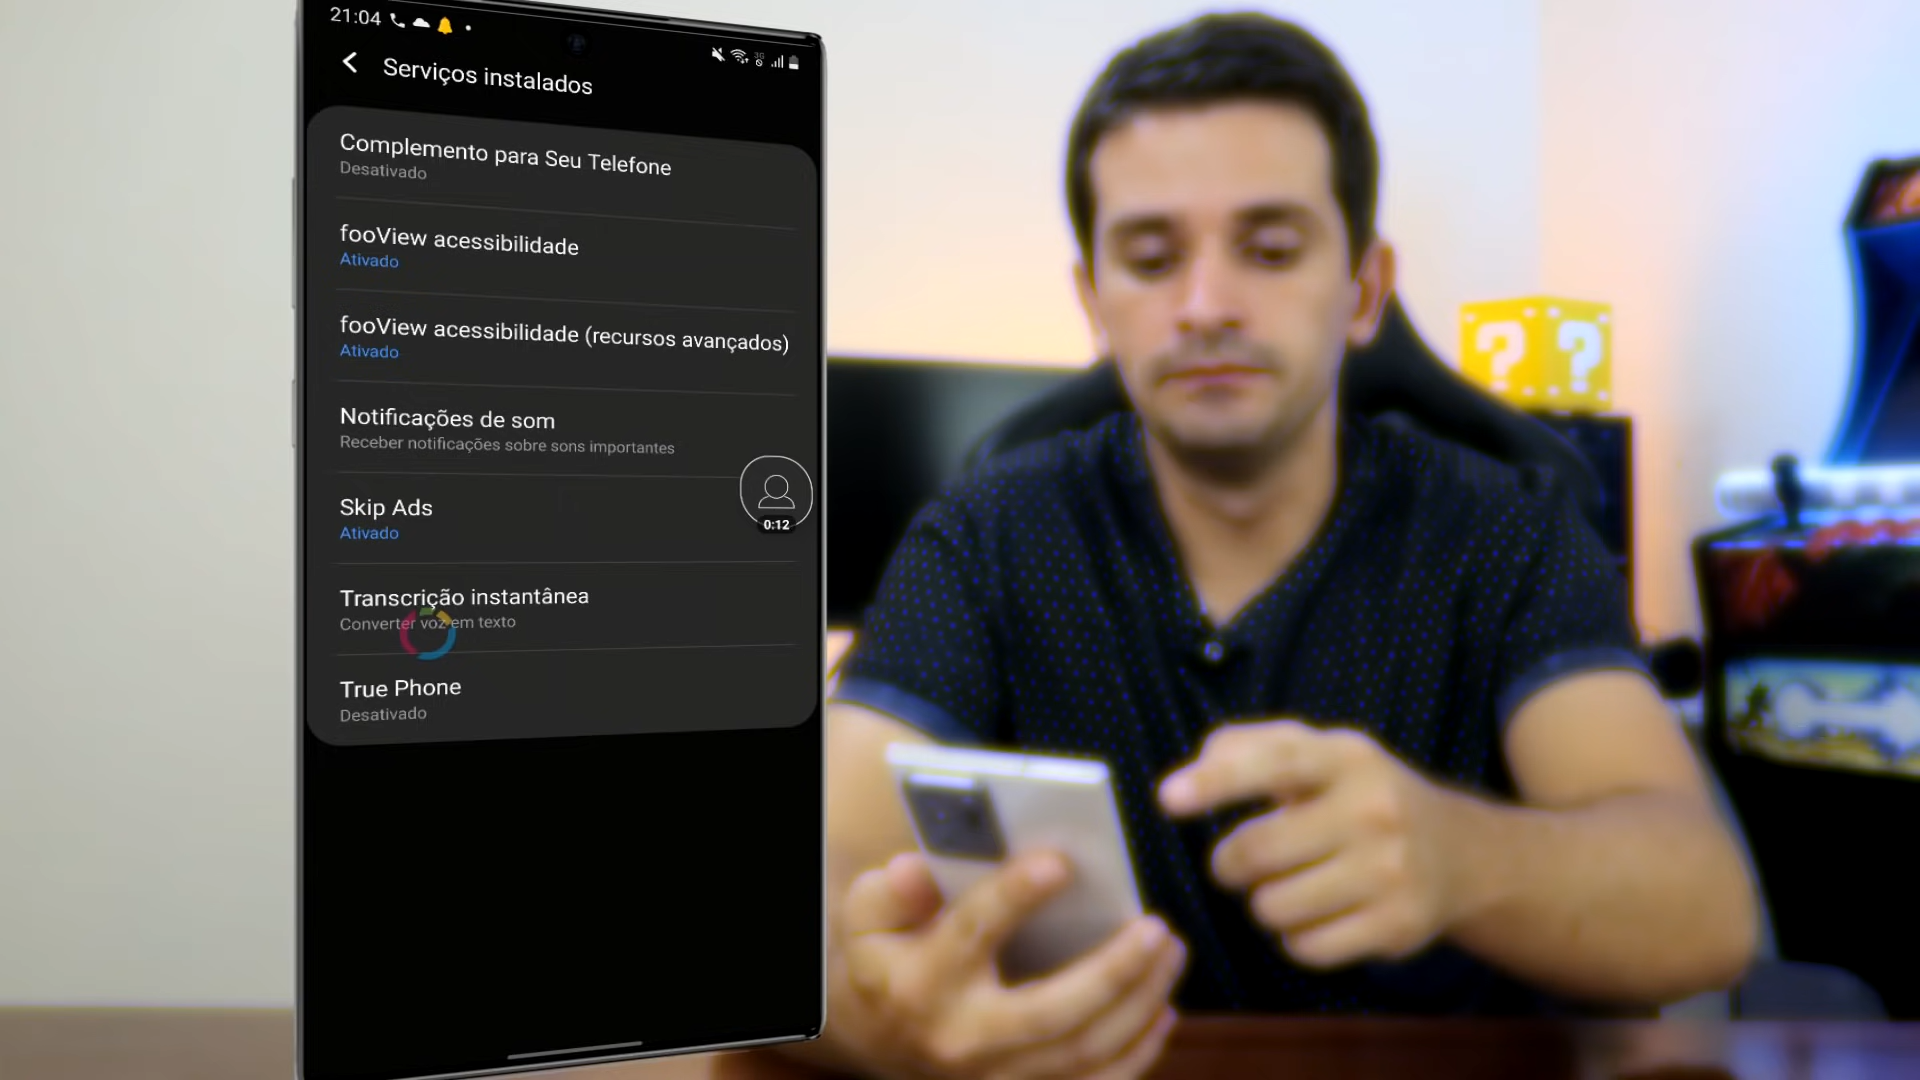 21:04
Serviços instalados
Complemento para Seu Telefone
Desativado
fooView acessibilidade
Ativado
fooView acessibilidade (recursos avançados)
Ativado
Notificações de som
Receber notificações sobre sons importantes
0:12
Skip Ads
Ativado
Transcrição instantânea
Converter voz em texto
True Phone
Desativado
? ?